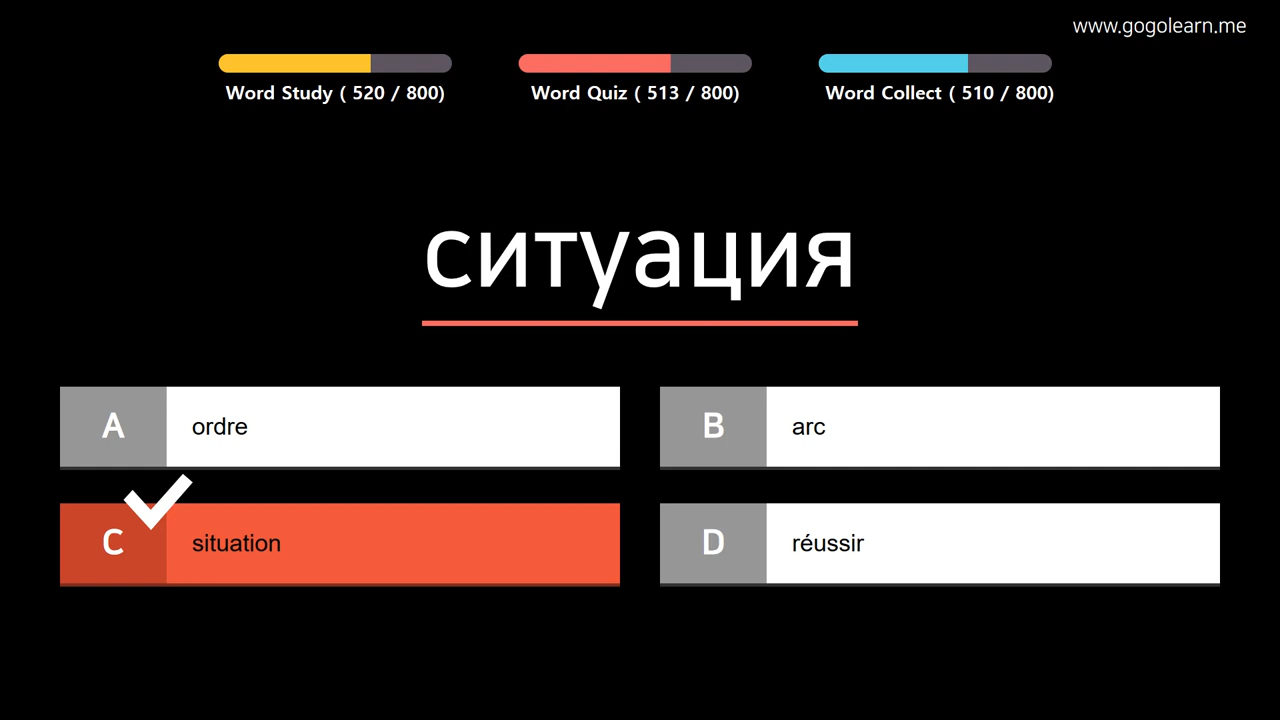 www.gogolearn.me
Word Study ( 520 / 800)
Word Quiz ( 513 / 800)
Word Collect ( 510 / 800)
ситуация
A
ordre
B
arc
C
situation
D
réussir